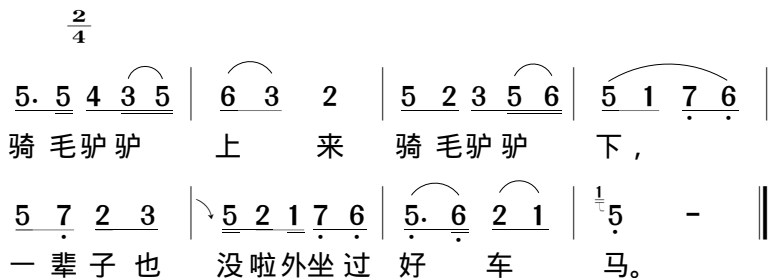 2/4
5. 5 4 3 5 | 6 3 2 | 5 2 3 5 6 | 5 1 7 6 |
骑 毛驴 驴 上 来 骑 毛驴 驴 下，
5 7 2 3 | 5 2 1 7 6 | 5. 6 2 1 | 1 5 - ‖
一 辈 子 也 没 啦 外 坐 过 好 车 马。